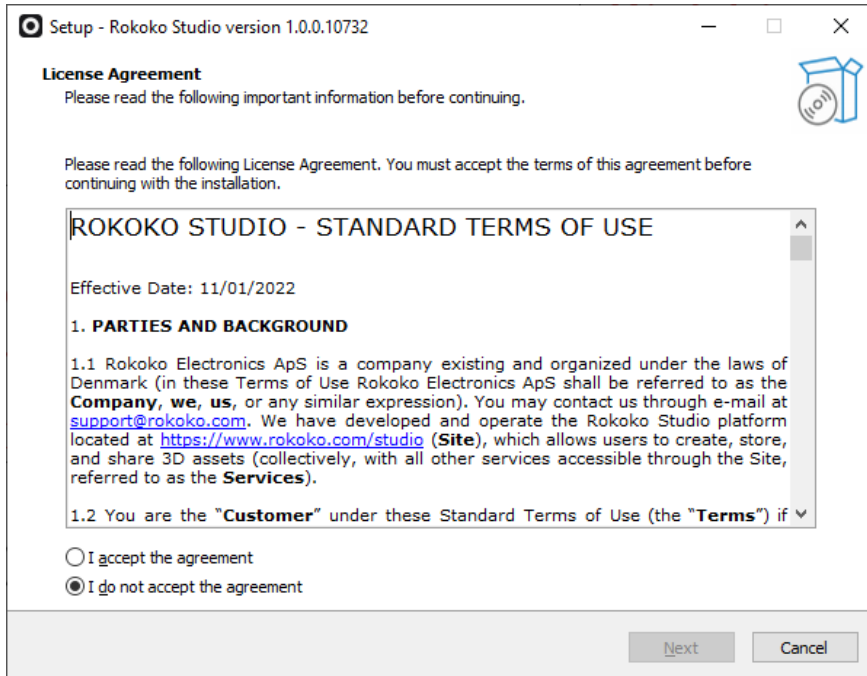 Setup - Rokoko Studio version 1.0.0.10732
License Agreement
Please read the following important information before continuing.
Please read the following License Agreement. You must accept the terms of this agreement before
continuing with the installation.
ROKOKO STUDIO - STANDARD TERMS OF USE
Effective Date: 11/01/2022
1. PARTIES AND BACKGROUND
1.1 Rokoko Electronics ApS is a company existing and organized under the laws of
Denmark (in these Terms of Use Rokoko Electronics ApS shall be referred to as the
Company, we, us, or any similar expression). You may contact us through e-mail at
support@rokoko.com. We have developed and operate the Rokoko Studio platform
located at https://www.rokoko.com/studio (Site), which allows users to create, store,
and share 3D assets (collectively, with all other services accessible through the Site,
referred to as the Services).
1.2 You are the “Customer” under these Standard Terms of Use (the “Terms”) if
I accept the agreement
I do not accept the agreement
Next
Cancel